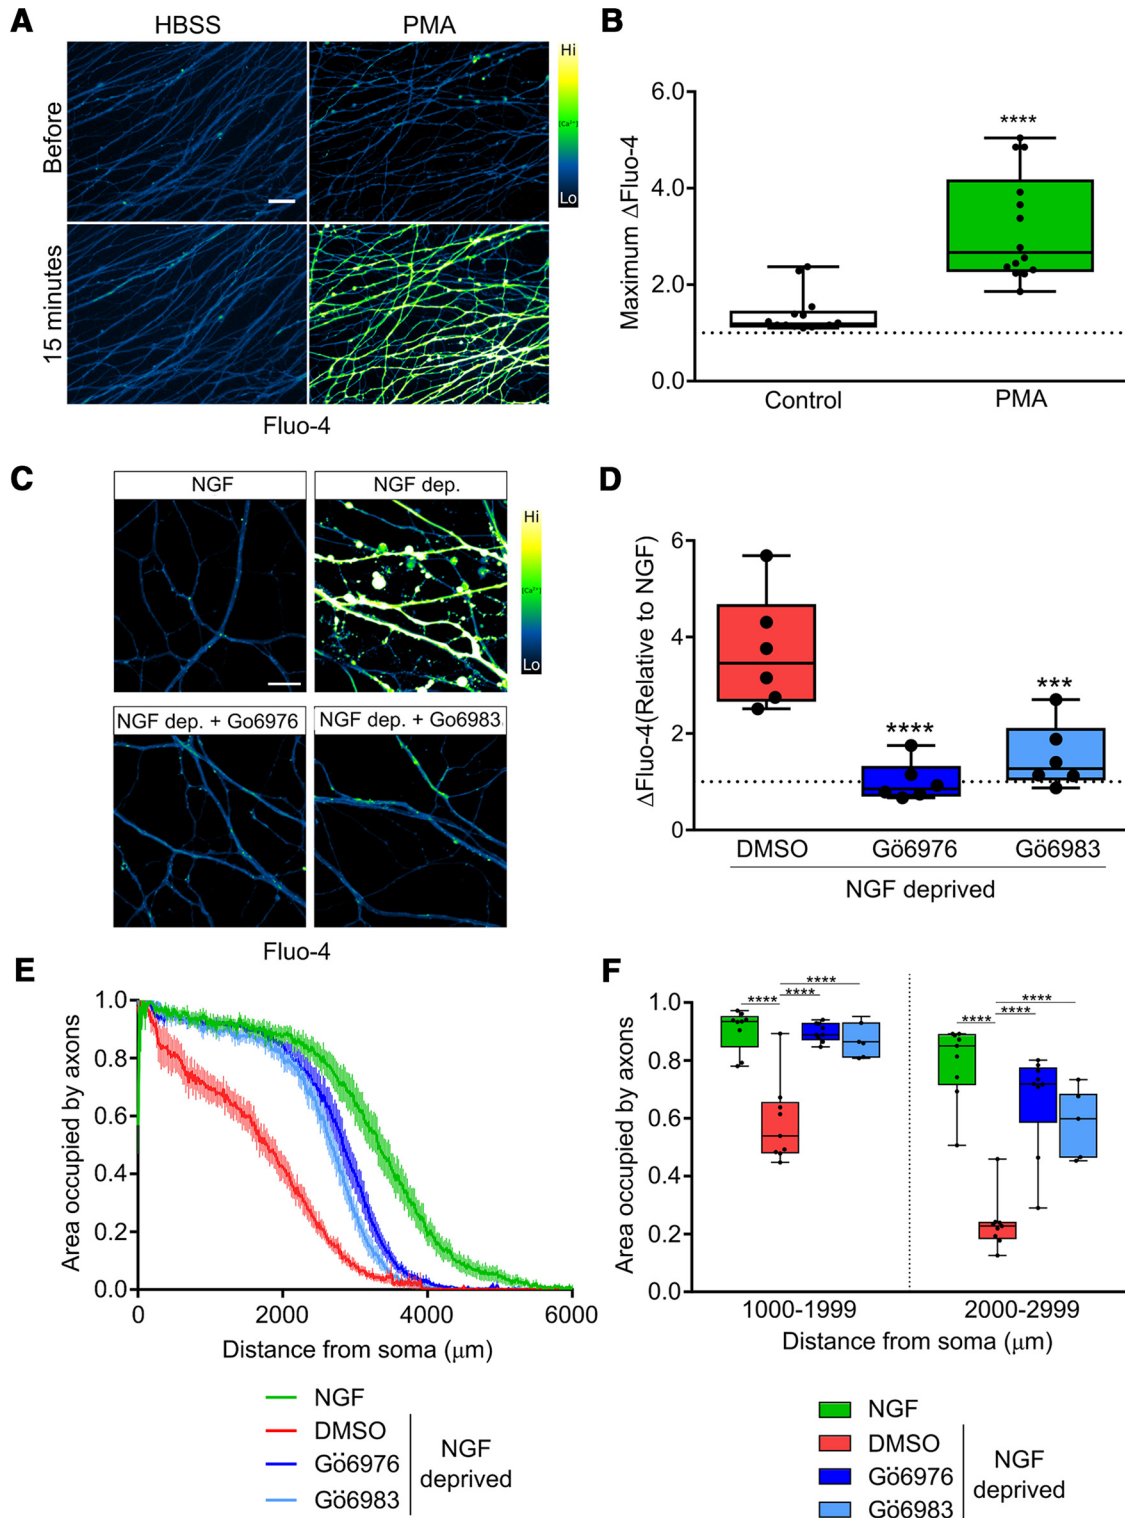 A
HBSS
PMA
Before
15 minutes
Hi
[Ca²⁺]
Lo
Fluo-4
B
Maximum ΔFluo-4
6.0
4.0
2.0
0.0
****
Control
PMA
C
NGF
NGF dep.
NGF dep. + Go6976
NGF dep. + Go6983
Hi
[Ca²⁺]
Lo
Fluo-4
D
ΔFluo-4(Relative to NGF)
6
4
2
0
****
***
DMSO
Gö6976
Gö6983
NGF deprived
E
Area occupied by axons
1.0
0.8
0.6
0.4
0.2
0.0
0
2000
4000
6000
Distance from soma (μm)
NGF
DMSO
Gö6976
Gö6983
NGF
deprived
F
Area occupied by axons
1.0
0.8
0.6
0.4
0.2
0.0
****
****
****
****
****
****
1000-1999
2000-2999
Distance from soma (μm)
NGF
DMSO
Gö6976
Gö6983
NGF
deprived